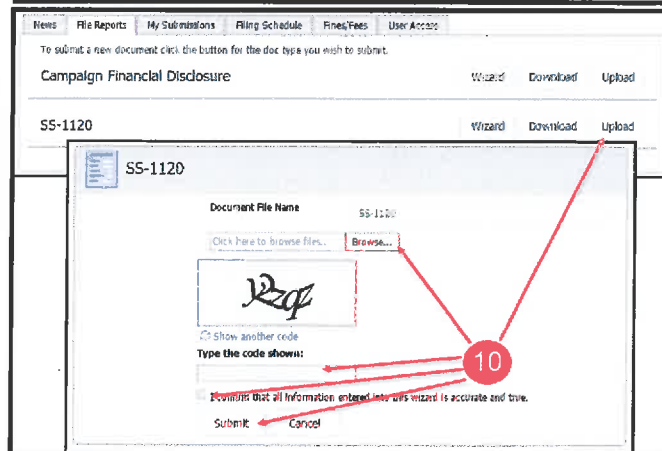 News File Reports My Submissions Filing Schedule Fines/Fees User Access
To submit a new document click the button for the doc type you wish to submit.
Campaign Financial Disclosure Wizard Download Upload
SS-1120 Wizard Download Upload
SS-1120
Document File Name SS-1120
Click here to browse files... Browse...
Show another code
Type the code shown:
10
I confirm that all information entered into this wizard is accurate and true.
Submit Cancel